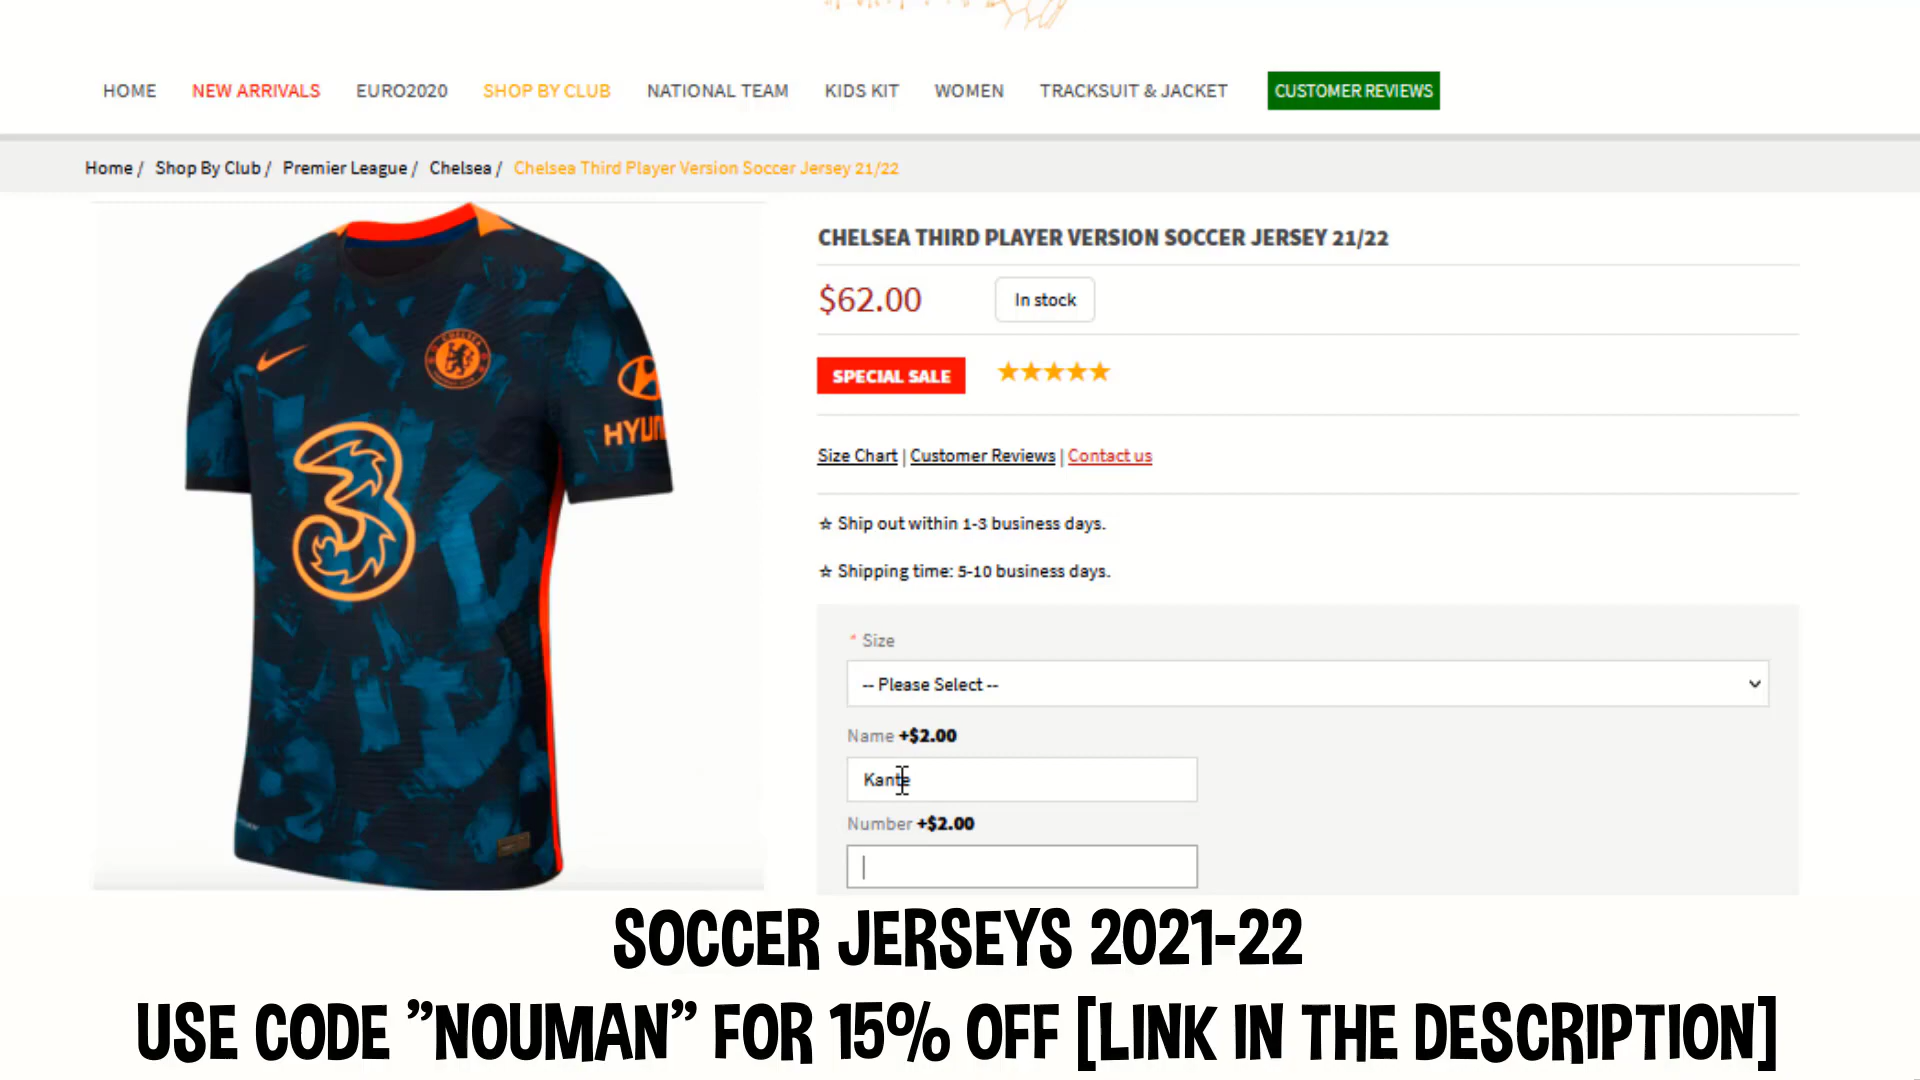 HOME NEW ARRIVALS EURO2020 SHOP BY CLUB NATIONAL TEAM KIDS KIT WOMEN TRACKSUIT & JACKET CUSTOMER REVIEWS
Home / Shop By Club / Premier League / Chelsea / Chelsea Third Player Version Soccer Jersey 21/22
CHELSEA THIRD PLAYER VERSION SOCCER JERSEY 21/22
$62.00 In stock
SPECIAL SALE ★★★★★
Size Chart | Customer Reviews | Contact us
☆ Ship out within 1-3 business days.
☆ Shipping time: 5-10 business days.
* Size
-- Please Select --
Name +$2.00
Kante
Number +$2.00
CHELSEA
3
HYUN
SOCCER JERSEYS 2021-22
USE CODE "NOUMAN" FOR 15% OFF [LINK IN THE DESCRIPTION]